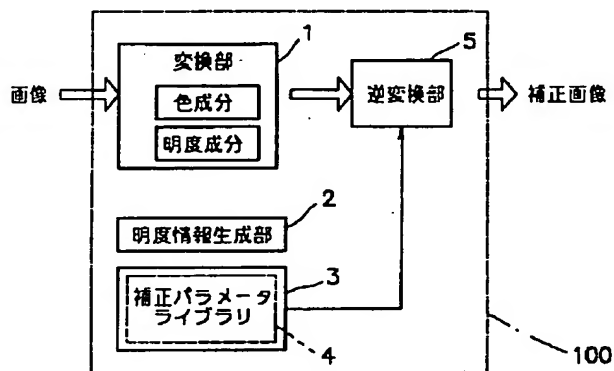 1
変換部
色成分
明度成分
5
逆変換部
画像
補正画像
2
明度情報生成部
3
補正パラメータ
ライブラリ
4
100